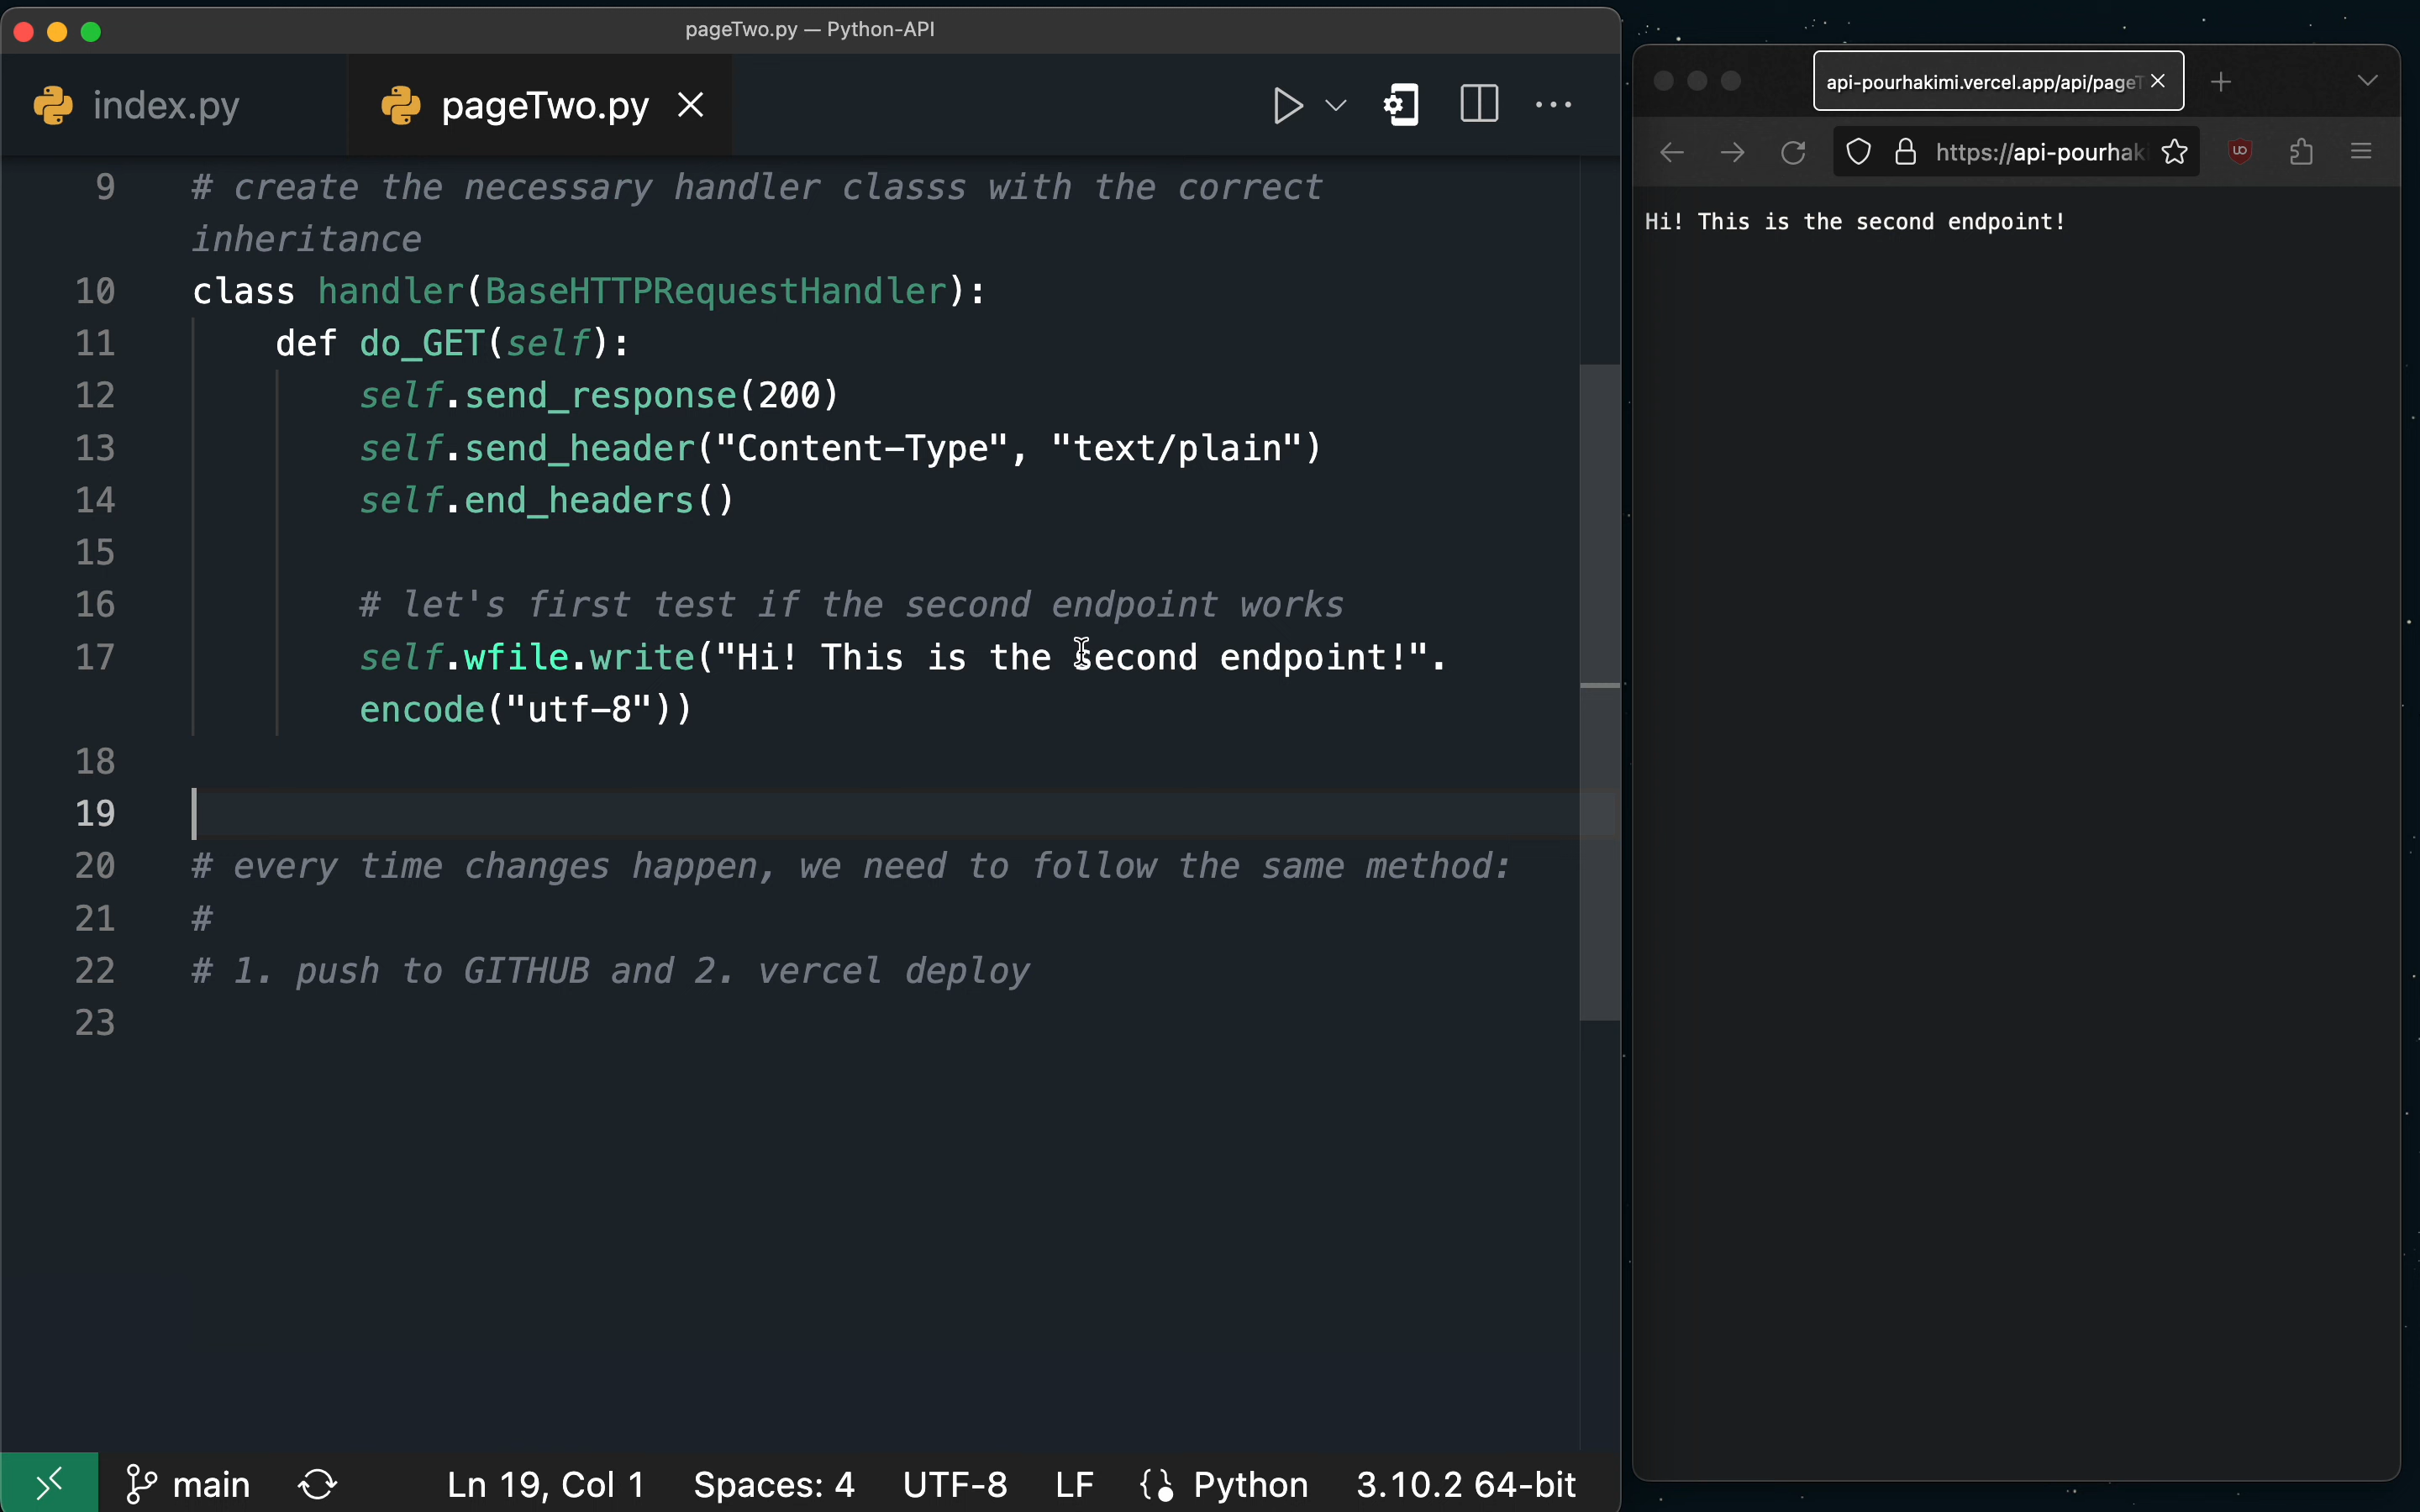 pageTwo.py — Python-API
index.py
pageTwo.py
9 # create the necessary handler classs with the correct
inheritance
10 class handler(BaseHTTPRequestHandler):
11 def do_GET(self):
12 self.send_response(200)
13 self.send_header("Content-Type", "text/plain")
14 self.end_headers()
15
16 # let's first test if the second endpoint works
17 self.wfile.write("Hi! This is the second endpoint!".
encode("utf-8"))
18
19
20 # every time changes happen, we need to follow the same method:
21 #
22 # 1. push to GITHUB and 2. vercel deploy
23
main Ln 19, Col 1 Spaces: 4 UTF-8 LF Python 3.10.2 64-bit
api-pourhakimi.vercel.app/api/pageT
https://api-pourhak
Hi! This is the second endpoint!